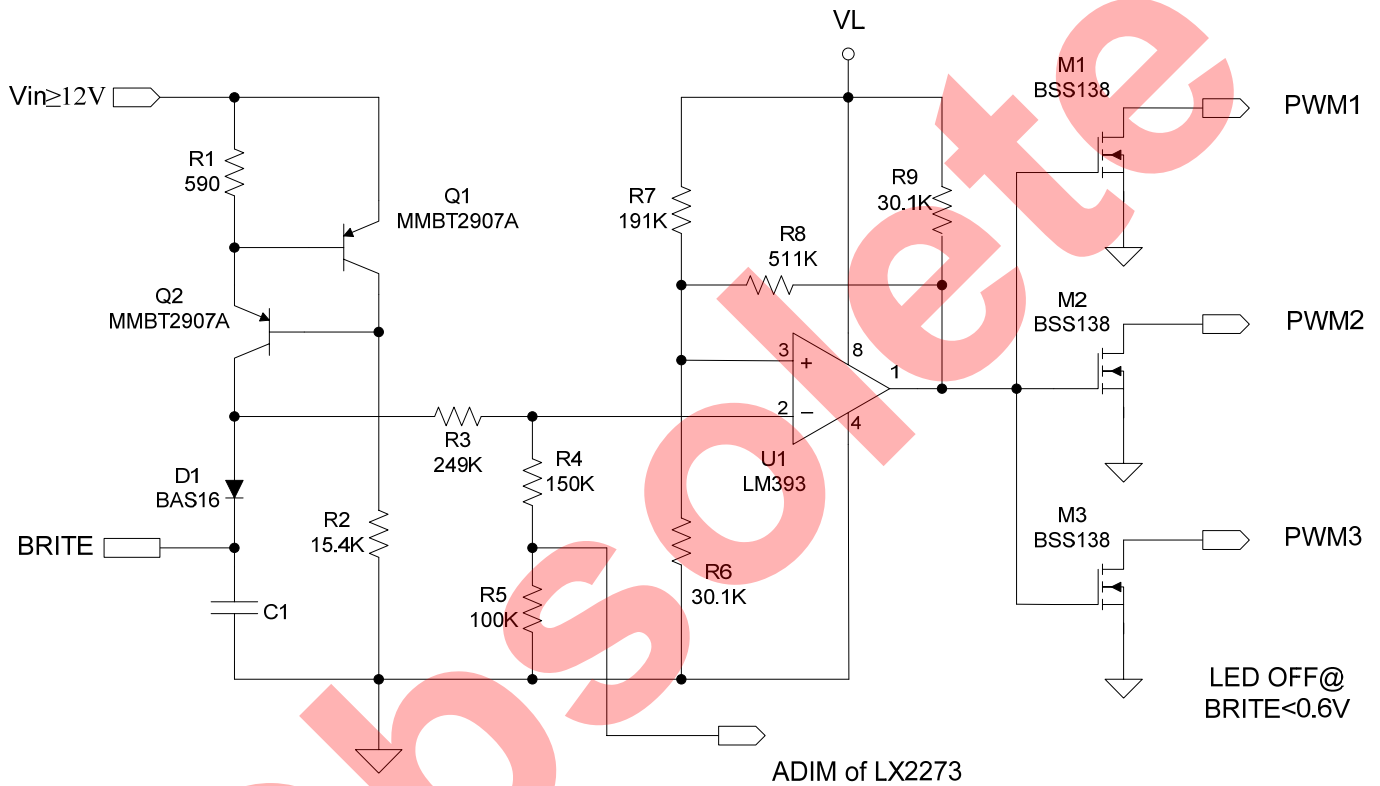 VL
Vin≥12V
M1
BSS138
PWM1
R1
590
Q1
MMBT2907A
R7
191K
R9
30.1K
R8
511K
Q2
MMBT2907A
M2
BSS138
PWM2
3
+
8
1
2
–
4
R3
249K
R4
150K
U1
LM393
D1
BAS16
R2
15.4K
M3
BSS138
PWM3
BRITE
C1
R5
100K
R6
30.1K
LED OFF@
BRITE<0.6V
ADIM of LX2273
obsolete